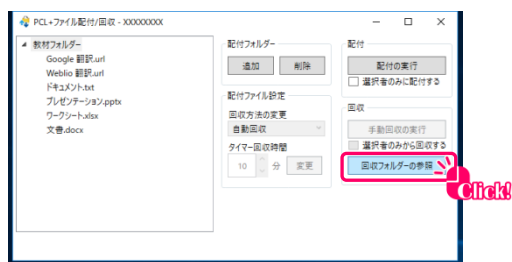 PCL+ファイル配付/回収 - XXXXXXXX
教材フォルダー
Google 翻訳.url
Weblio 翻訳.url
ドキュメント.txt
プレゼンテーション.pptx
ワークシート.xlsx
文書.docx
配付フォルダー
追加 削除
配付ファイル設定
回収方法の変更
自動回収
タイマー回収時間
10 分 変更
配付
配付の実行
選択者のみに配付する
回収
手動回収の実行
選択者のみから回収する
回収フォルダーの参照
Click!